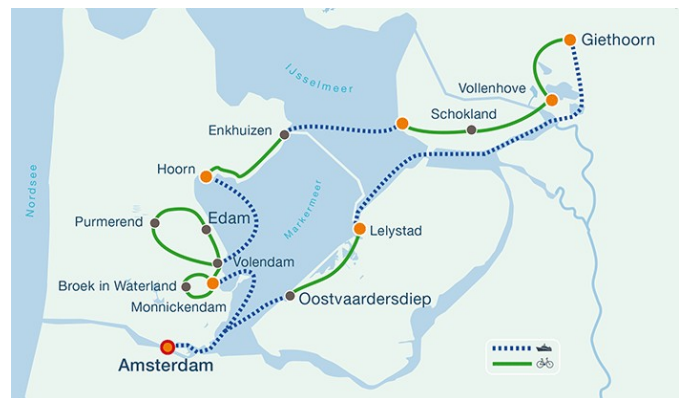 Giethoorn
IJsselmeer
Vollenhove
Schokland
Enkhuizen
Hoorn
Nordsee
Markermeer
Edam
Purmerend
Lelystad
Volendam
Broek in Waterland
Monnickendam
Oostvaardersdiep
Amsterdam